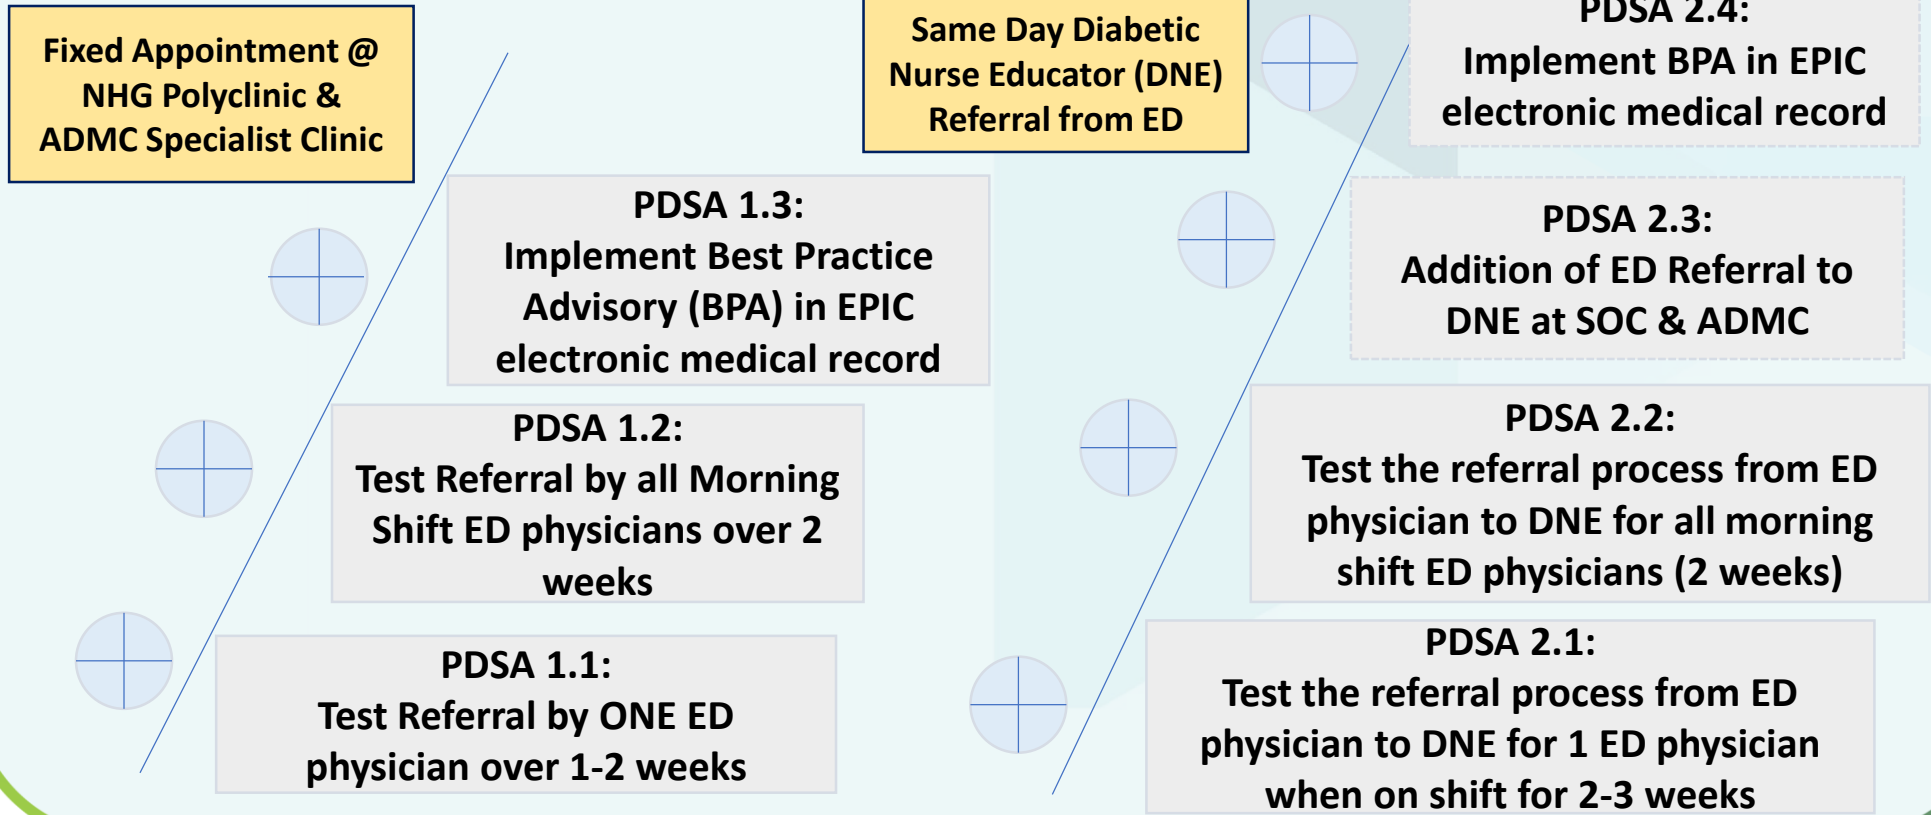 Fixed Appointment @
NHG Polyclinic &
ADMC Specialist Clinic
PDSA 1.3:
Implement Best Practice
Advisory (BPA) in EPIC
electronic medical record
PDSA 1.2:
Test Referral by all Morning
Shift ED physicians over 2
weeks
PDSA 1.1:
Test Referral by ONE ED
physician over 1-2 weeks
Same Day Diabetic
Nurse Educator (DNE)
Referral from ED
PDSA 2.4:
Implement BPA in EPIC
electronic medical record
PDSA 2.3:
Addition of ED Referral to
DNE at SOC & ADMC
PDSA 2.2:
Test the referral process from ED
physician to DNE for all morning
shift ED physicians (2 weeks)
PDSA 2.1:
Test the referral process from ED
physician to DNE for 1 ED physician
when on shift for 2-3 weeks